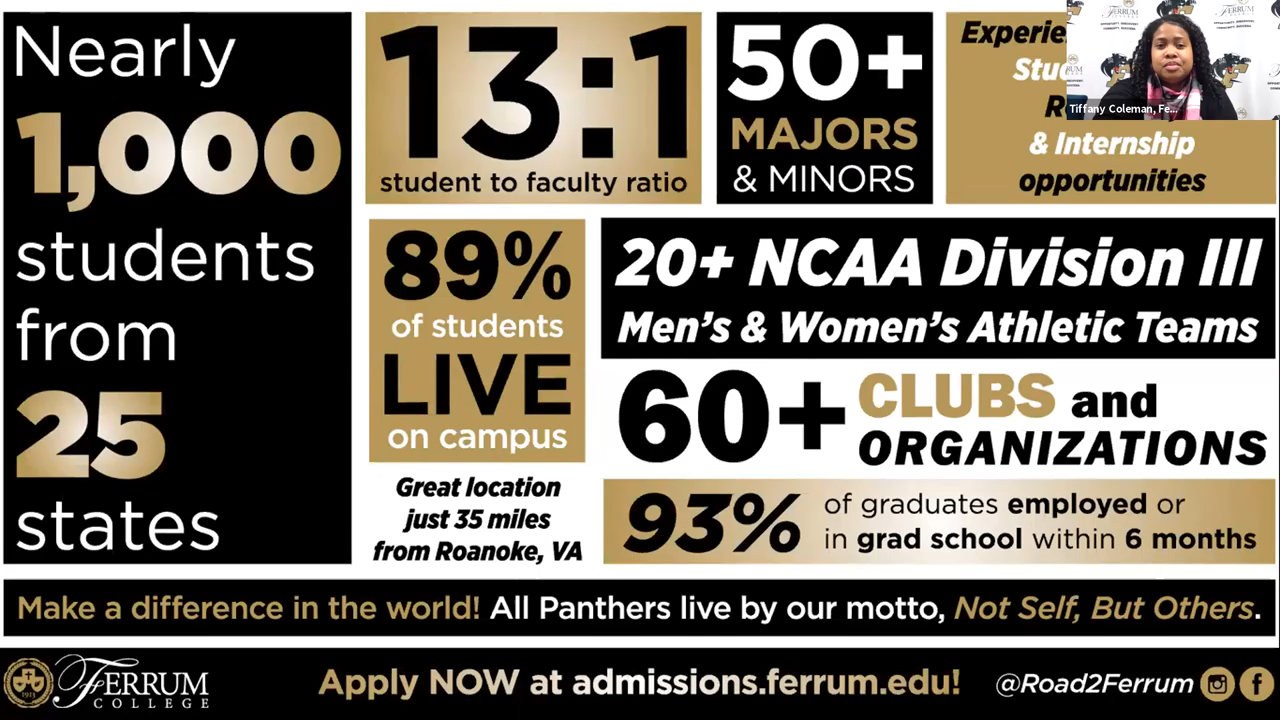 Nearly
1,000
students
from
25
states
13:1
student to faculty ratio
50+
MAJORS
& MINORS
& Internship
opportunities
Tiffany Coleman, Fe...
89%
of students
LIVE
on campus
Great location
just 35 miles
from Roanoke, VA
20+ NCAA Division III
Men's & Women's Athletic Teams
60+ CLUBS and
ORGANIZATIONS
93% of graduates employed or
in grad school within 6 months
Make a difference in the world! All Panthers live by our motto, Not Self, But Others.
1913
FERRUM
COLLEGE
Apply NOW at admissions.ferrum.edu!
@Road2Ferrum